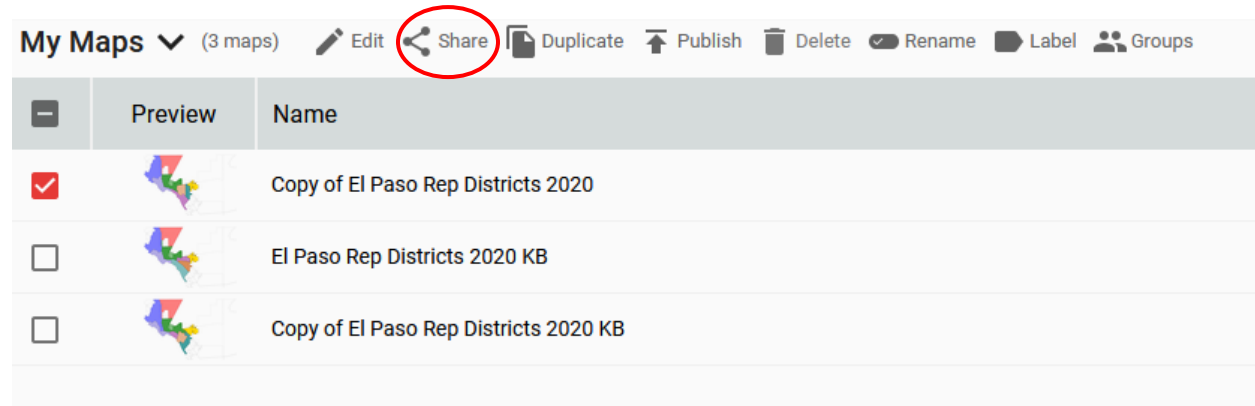 My Maps (3 maps) Edit Share Duplicate Publish Delete Rename Label Groups
Preview Name
Copy of El Paso Rep Districts 2020
El Paso Rep Districts 2020 KB
Copy of El Paso Rep Districts 2020 KB